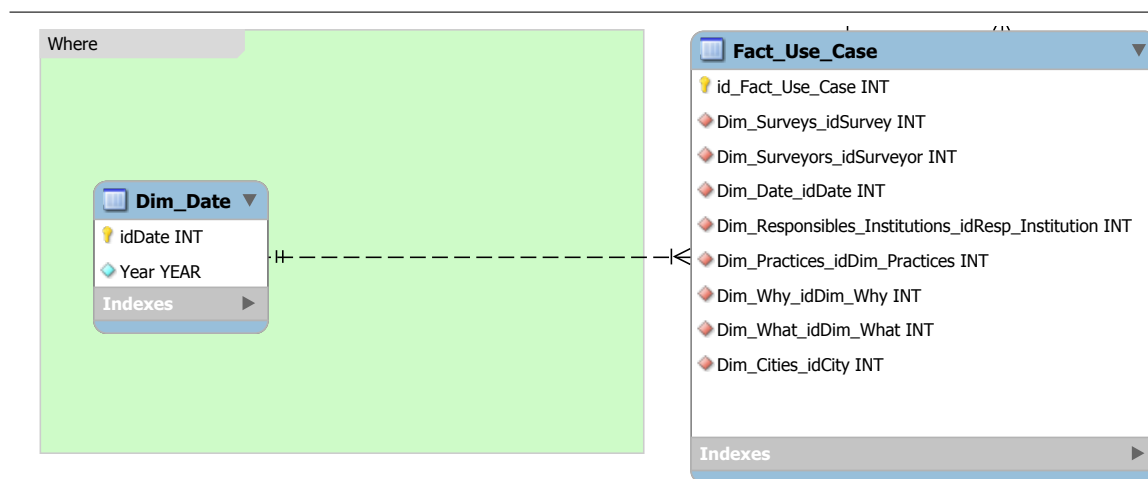 Where
Dim_Date
idDate INT
Year YEAR
Indexes
Fact_Use_Case
id_Fact_Use_Case INT
Dim_Surveys_idSurvey INT
Dim_Surveyors_idSurveyor INT
Dim_Date_idDate INT
Dim_Responsibles_Institutions_idResp_Institution INT
Dim_Practices_idDim_Practices INT
Dim_Why_idDim_Why INT
Dim_What_idDim_What INT
Dim_Cities_idCity INT
Indexes